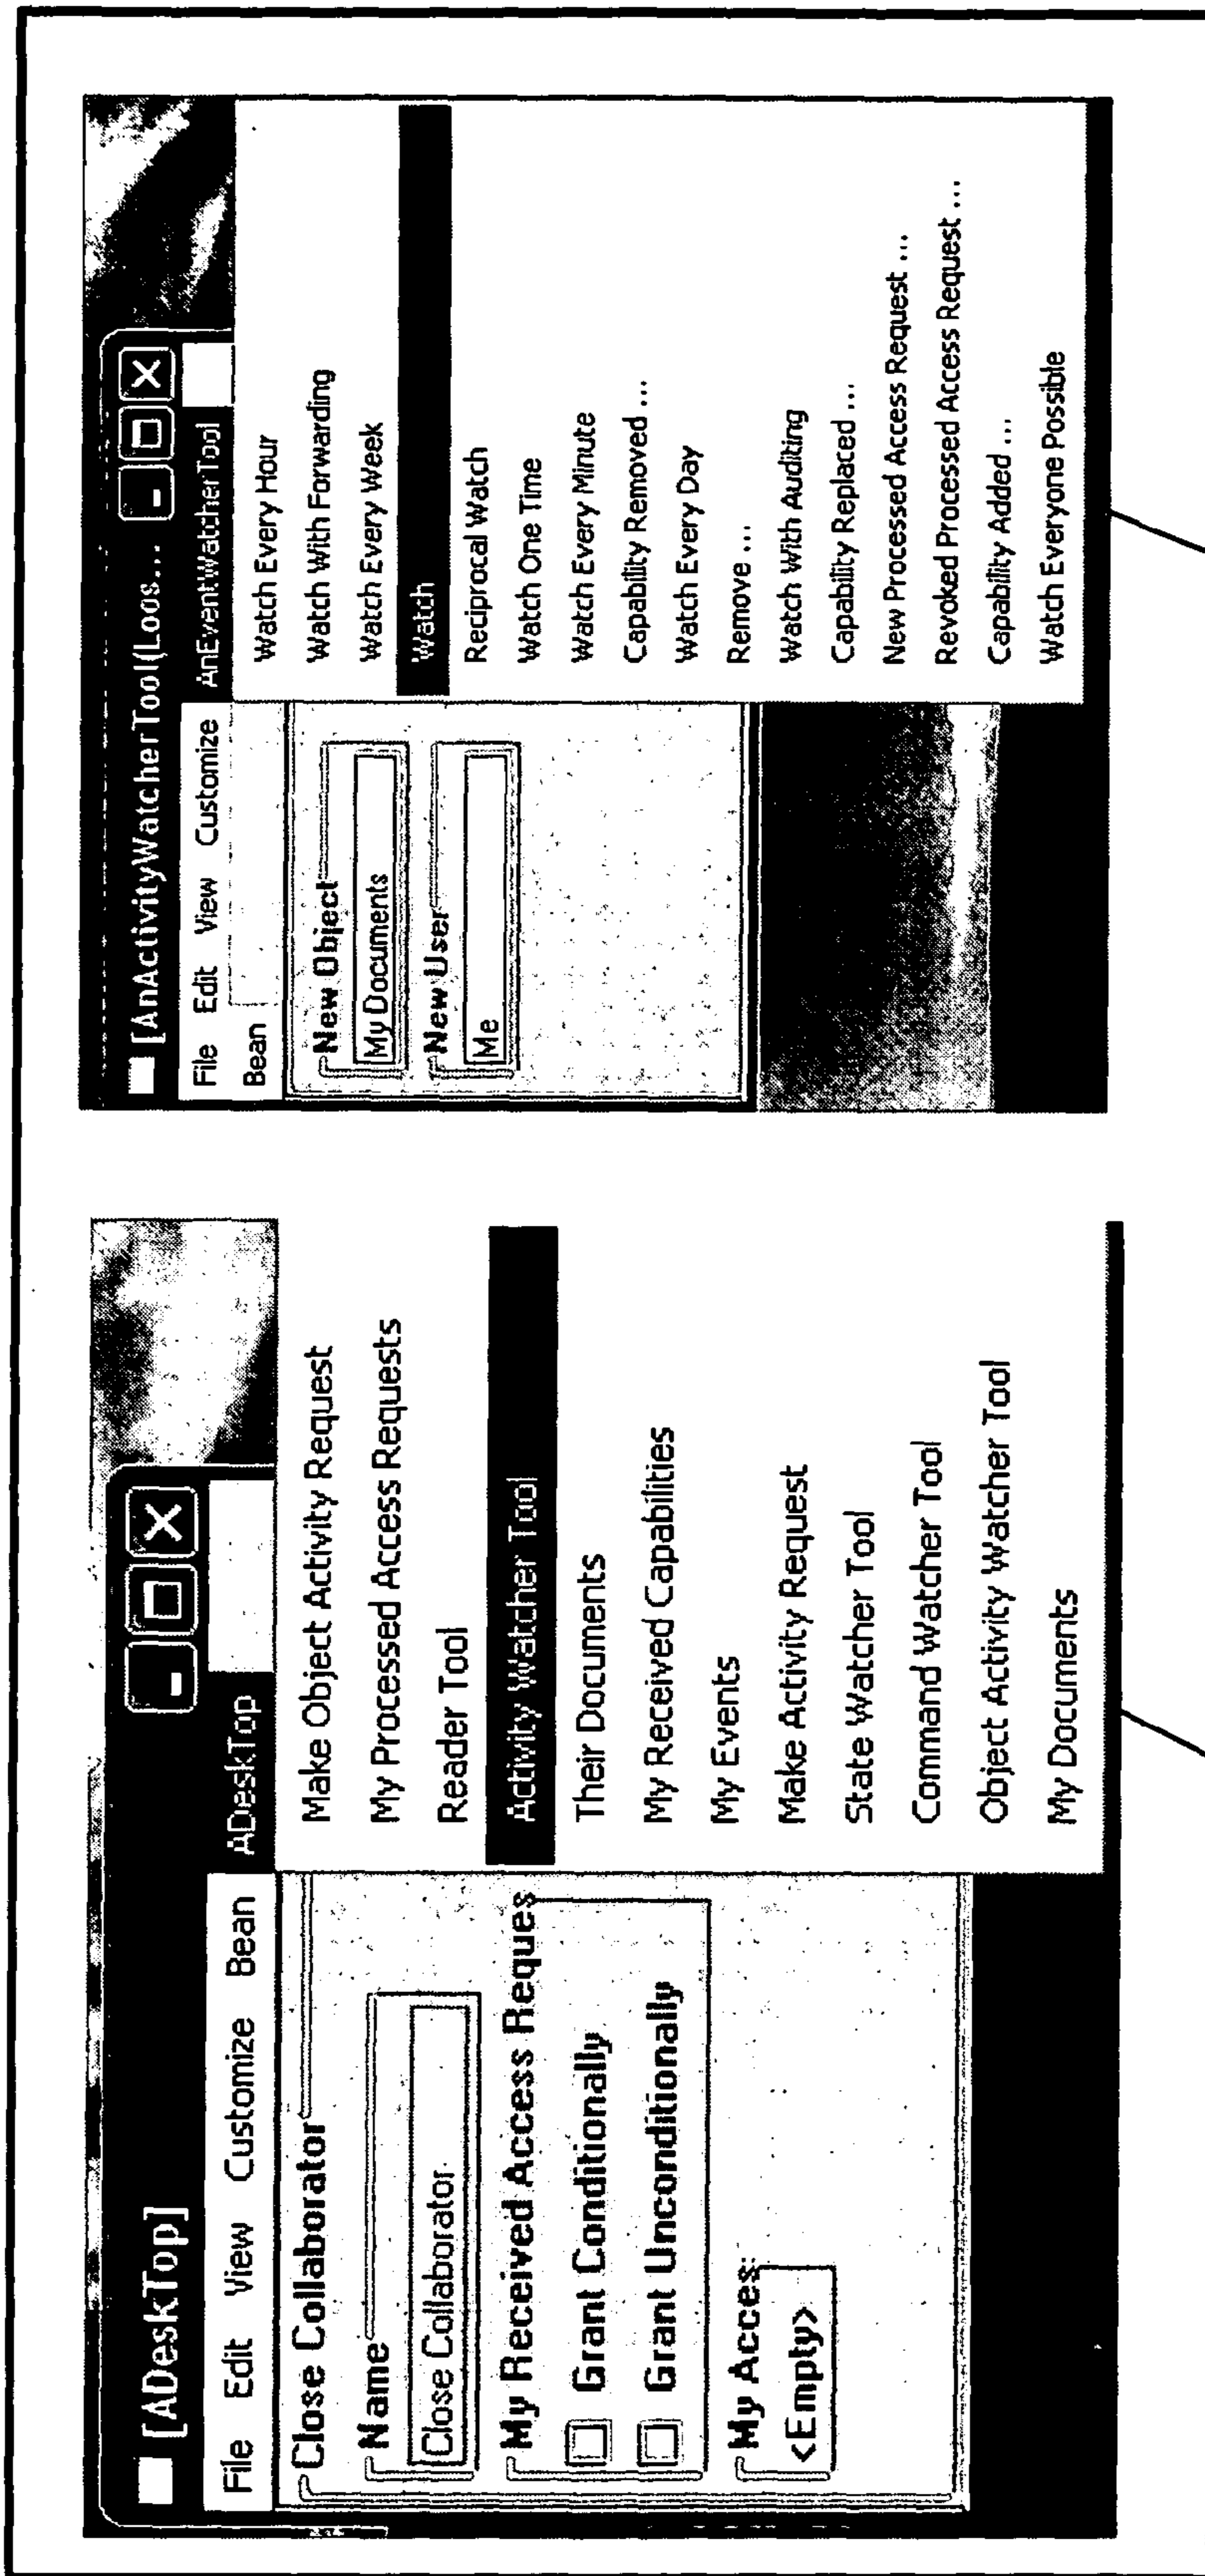 [ADeskTop]
File Edit View Customize Bean ADeskTop
Close Collaborator
Name
Close Collaborator
My Received Access Reques
Grant Conditionally
Grant Unconditionally
My Acces
<Empty>
Make Object Activity Request
My Processed Access Requests
Reader Tool
Activity Watcher Tool
Their Documents
My Received Capabilities
My Events
Make Activity Request
State Watcher Tool
Command Watcher Tool
Object Activity Watcher Tool
My Documents
[AnActivityWatcherTool(Loos...
File Edit View Customize AnEventWatcherTool
Bean
New Object
My Documents
New User
Me
Watch Every Hour
Watch With Forwarding
Watch Every Week
Watch
Reciprocal Watch
Watch One Time
Watch Every Minute
Capability Removed ...
Watch Every Day
Remove ...
Watch With Auditing
Capability Replaced ...
New Processed Access Request ...
Revoked Processed Access Request ...
Capability Added ...
Watch Everyone Possible